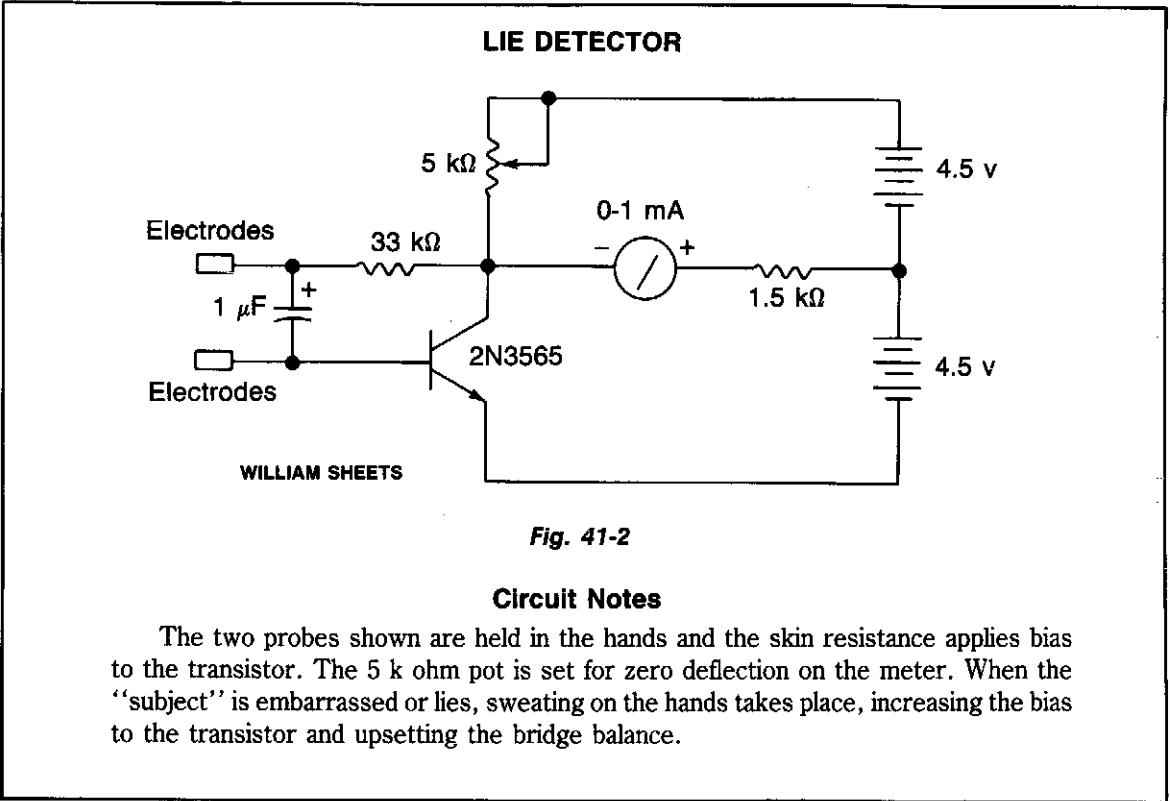 LIE DETECTOR
5 kΩ
4.5 v
0-1 mA
Electrodes
33 kΩ
− +
1 μF
+
1.5 kΩ
2N3565
4.5 v
Electrodes
WILLIAM SHEETS
Fig. 41-2
Circuit Notes
The two probes shown are held in the hands and the skin resistance applies bias
to the transistor. The 5 k ohm pot is set for zero deflection on the meter. When the
‘‘subject’’ is embarrassed or lies, sweating on the hands takes place, increasing the bias
to the transistor and upsetting the bridge balance.